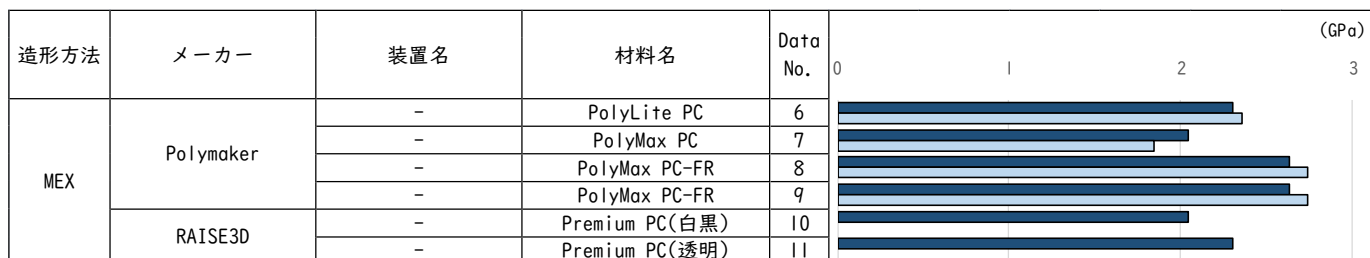 (GPa)
造形方法 メーカー 装置名 材料名 Data No. 0 1 2 3
MEX Polymaker - PolyLite PC 6
- PolyMax PC 7
- PolyMax PC-FR 8
- PolyMax PC-FR 9
RAISE3D - Premium PC(白黒) 10
- Premium PC(透明) 11